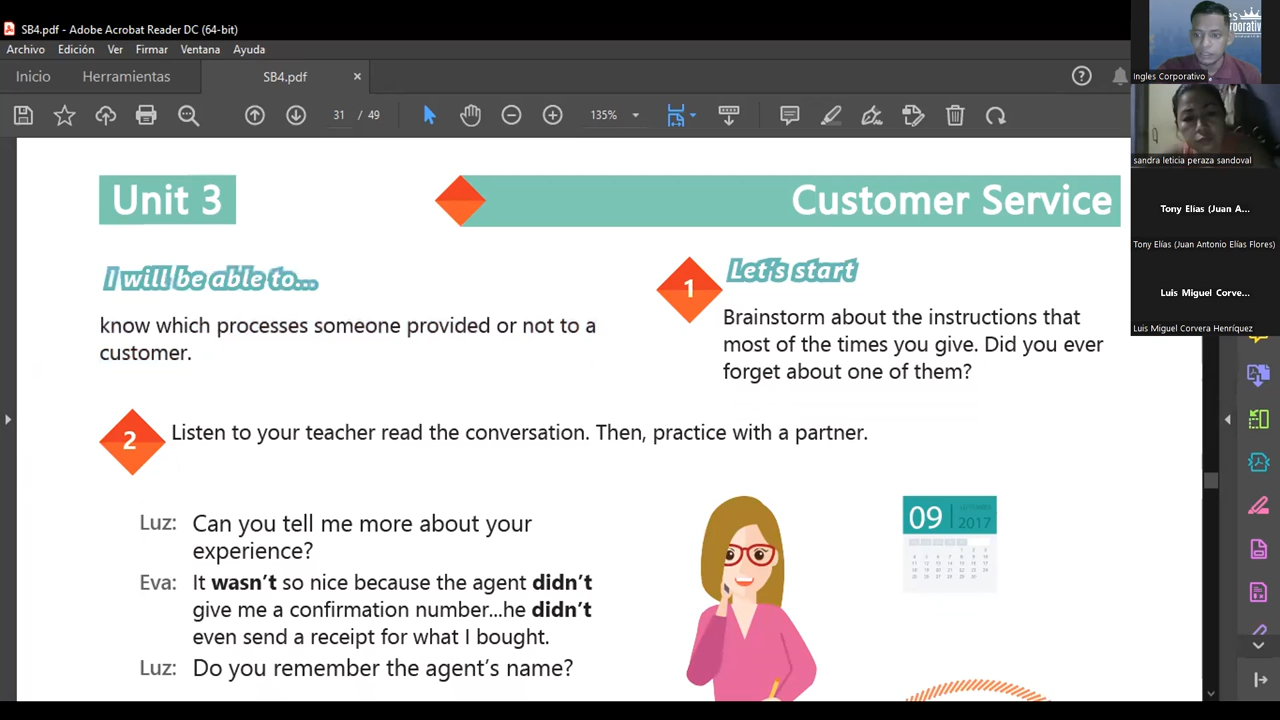 SB4.pdf - Adobe Acrobat Reader DC (64-bit)
Archivo Edición Ver Firmar Ventana Ayuda
Inicio Herramientas SB4.pdf ×
31 / 49 135%
Unit 3
Customer Service
I will be able to...
know which processes someone provided or not to a
customer.
1
Let's start
Brainstorm about the instructions that
most of the times you give. Did you ever
forget about one of them?
2
Listen to your teacher read the conversation. Then, practice with a partner.
Luz: Can you tell me more about your
experience?
Eva: It wasn't so nice because the agent didn't
give me a confirmation number...he didn't
even send a receipt for what I bought.
Luz: Do you remember the agent's name?
09
2017
Ingles Corporativo
sandra leticia peraza sandoval
Tony Elías (Juan A...
Tony Elías (Juan Antonio Elías Flores)
Luis Miguel Corve...
Luis Miguel Corvera Henríquez